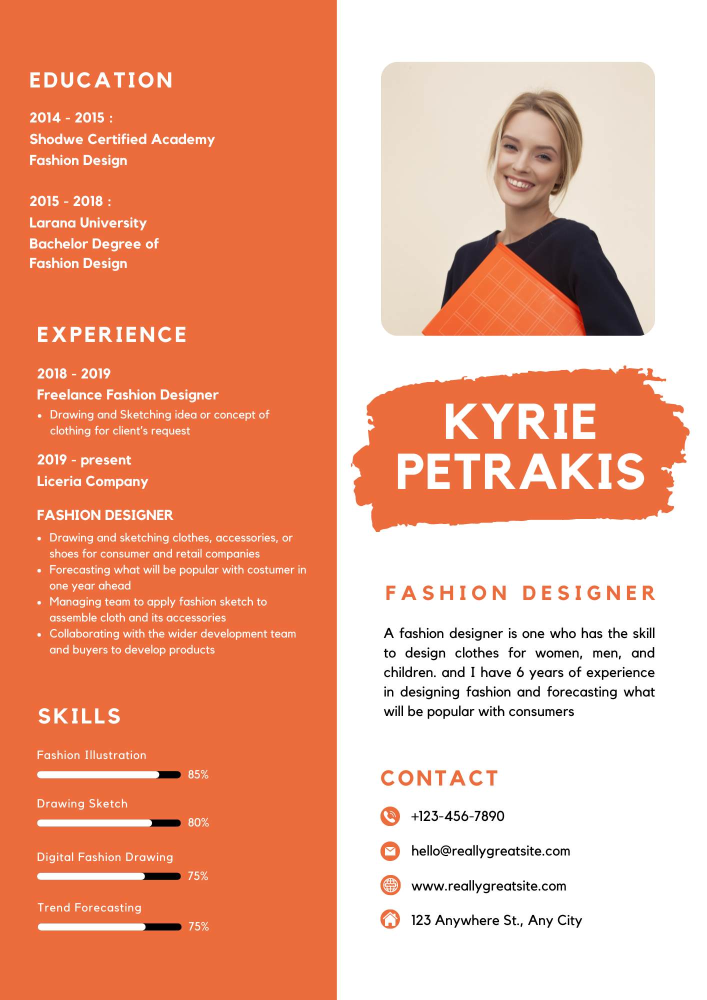 EDUCATION
2014 - 2015 :
Shodwe Certified Academy
Fashion Design
2015 - 2018 :
Larana University
Bachelor Degree of
Fashion Design
EXPERIENCE
2018 - 2019
Freelance Fashion Designer
• Drawing and Sketching idea or concept of
clothing for client's request
2019 - present
Liceria Company
FASHION DESIGNER
• Drawing and sketching clothes, accessories, or
shoes for consumer and retail companies
• Forecasting what will be popular with costumer in
one year ahead
• Managing team to apply fashion sketch to
assemble cloth and its accessories
• Collaborating with the wider development team
and buyers to develop products
SKILLS
Fashion Illustration
85%
Drawing Sketch
80%
Digital Fashion Drawing
75%
Trend Forecasting
75%
KYRIE
PETRAKIS
FASHION DESIGNER
A fashion designer is one who has the skill
to design clothes for women, men, and
children. and I have 6 years of experience
in designing fashion and forecasting what
will be popular with consumers
CONTACT
+123-456-7890
hello@reallygreatsite.com
www.reallygreatsite.com
123 Anywhere St., Any City